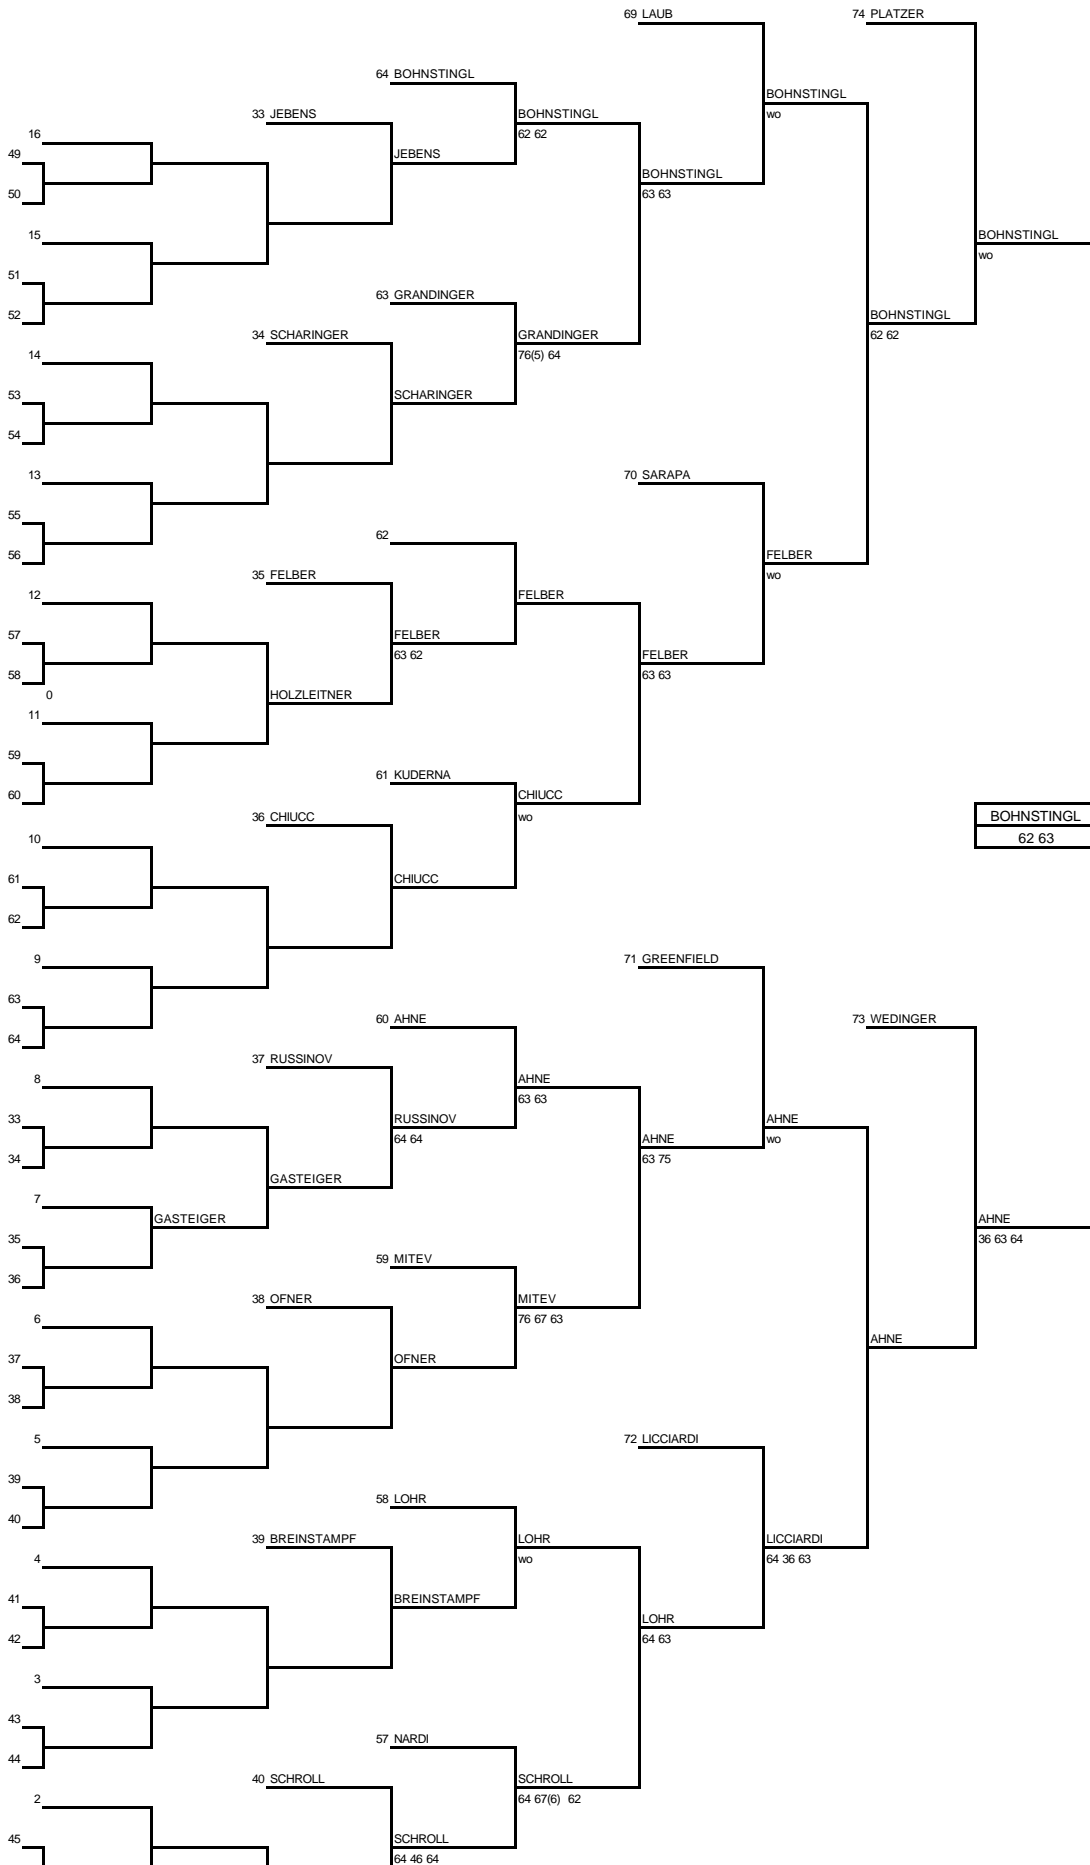 69 LAUB
74 PLATZER
64 BOHNSTINGL
BOHNSTINGL
wo
33 JEBENS
BOHNSTINGL
62 62
16
49
JEBENS
50
BOHNSTINGL
63 63
15
BOHNSTINGL
wo
51
52
63 GRANDINGER
BOHNSTINGL
62 62
34 SCHARINGER
GRANDINGER
76(5) 64
14
53
SCHARINGER
54
13
70 SARAPA
55
56
62
FELBER
wo
35 FELBER
12
FELBER
57
FELBER
63 62
58
0
FELBER
63 63
HOLZLEITNER
11
59
60
61 KUDERNA
CHIUCC
wo
36 CHIUCC
BOHNSTINGL
62 63
10
61
CHIUCC
62
9
71 GREENFIELD
63
64
60 AHNE
73 WEDINGER
37 RUSSINOV
8
AHNE
63 63
33
RUSSINOV
64 64
AHNE
wo
34
AHNE
63 75
GASTEIGER
7
GASTEIGER
AHNE
36 63 64
35
36
59 MITEV
38 OFNER
MITEV
76 67 63
6
AHNE
37
OFNER
38
5
72 LICCIARDI
39
40
58 LOHR
39 BREINSTAMPF
LOHR
wo
LICCIARDI
64 36 63
4
41
BREINSTAMPF
42
LOHR
64 63
3
43
44
57 NARDI
40 SCHROLL
SCHROLL
64 67(6) 62
2
45
SCHROLL
64 46 64